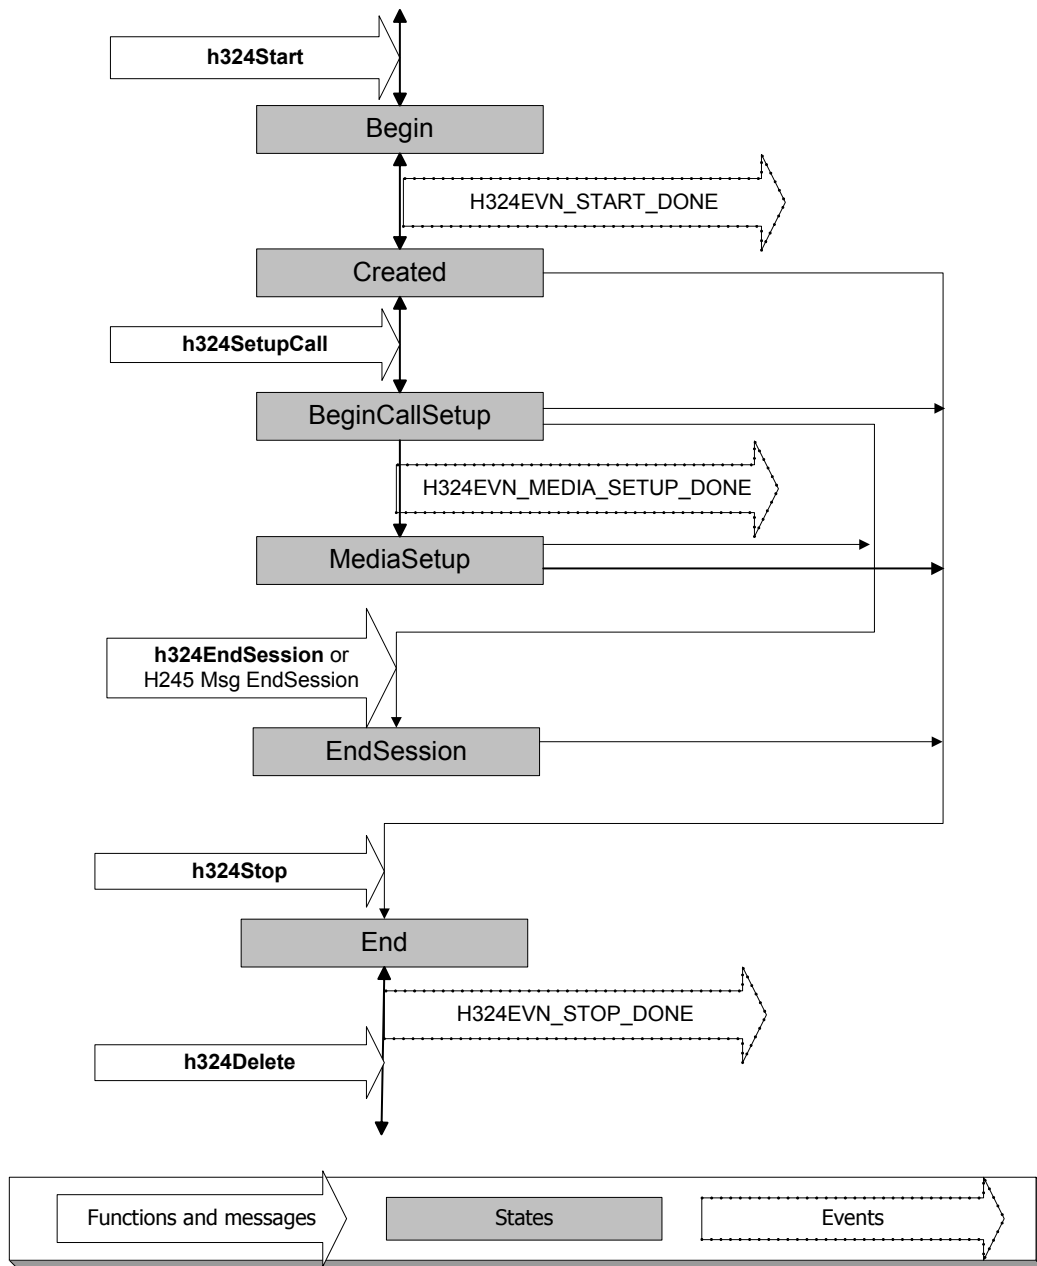 h324Start
Begin
H324EVN_START_DONE
Created
h324SetupCall
BeginCallSetup
H324EVN_MEDIA_SETUP_DONE
MediaSetup
h324EndSession or
H245 Msg EndSession
EndSession
h324Stop
End
H324EVN_STOP_DONE
h324Delete
Functions and messages
States
Events